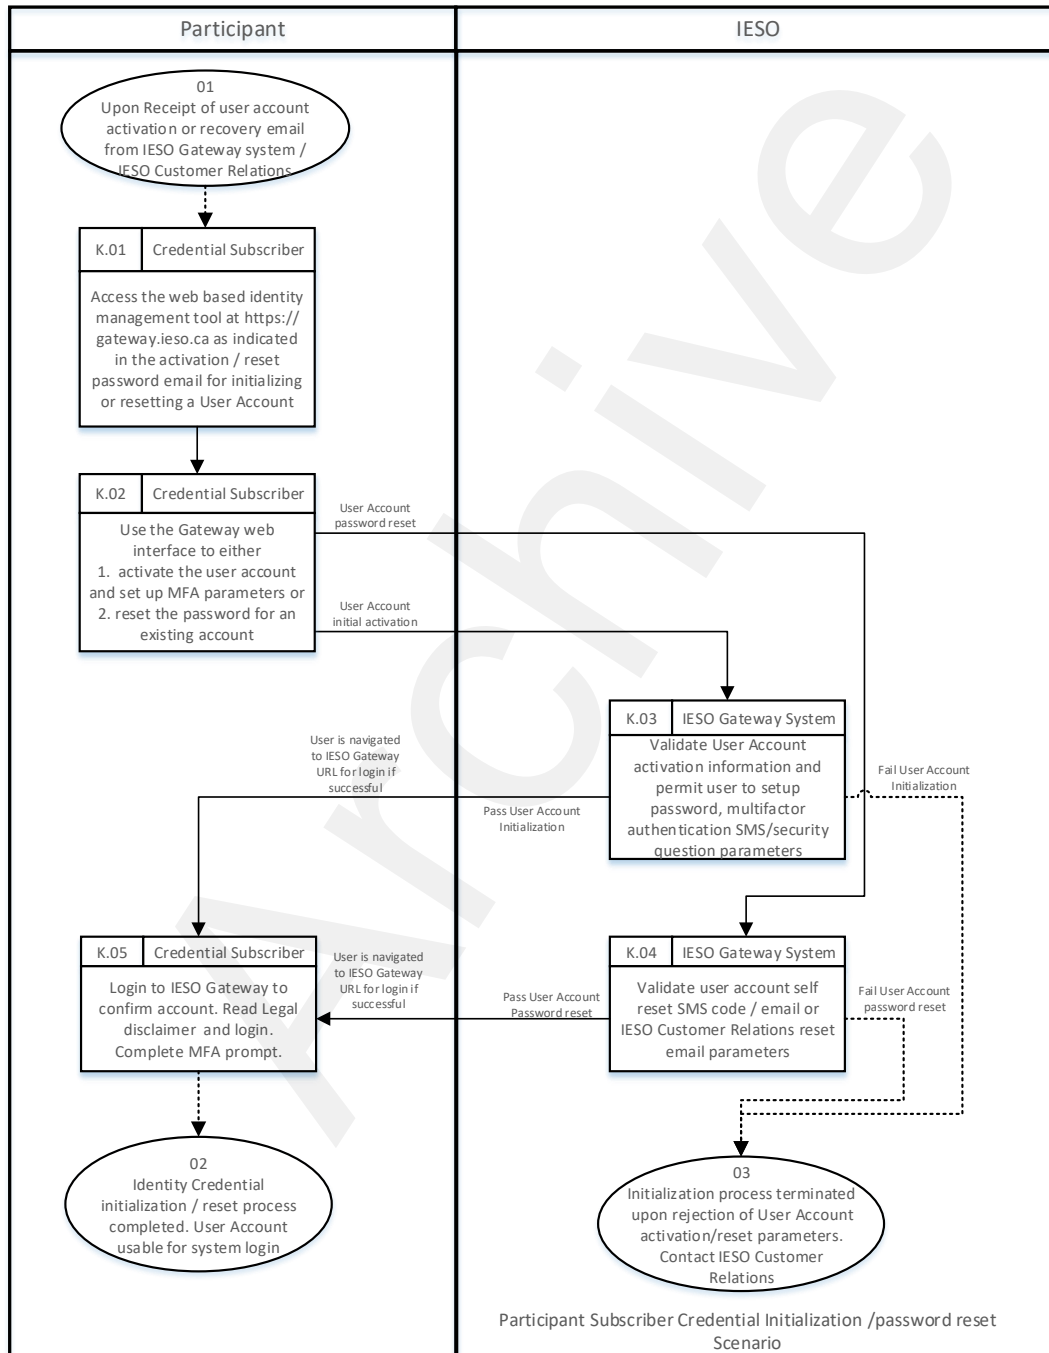 Participant
IESO
01
Upon Receipt of user account
activation or recovery email
from IESO Gateway system /
IESO Customer Relations
K.01
Credential Subscriber
Access the web based identity
management tool at https://
gateway.ieso.ca as indicated
in the activation / reset
password email for initializing
or resetting a User Account
K.02
Credential Subscriber
Use the Gateway web
interface to either
1. activate the user account
and set up MFA parameters or
2. reset the password for an
existing account
User Account
password reset
User Account
initial activation
K.03
IESO Gateway System
Validate User Account
activation information and
permit user to setup
password, multifactor
authentication SMS/security
question parameters
User is navigated
to IESO Gateway
URL for login if
successful
Pass User Account
Initialization
Fail User Account
Initialization
K.05
Credential Subscriber
Login to IESO Gateway to
confirm account. Read Legal
disclaimer and login.
Complete MFA prompt.
User is navigated
to IESO Gateway
URL for login if
successful
Pass User Account
Password reset
K.04
IESO Gateway System
Validate user account self
reset SMS code / email or
IESO Customer Relations reset
email parameters
Fail User Account
password reset
02
Identity Credential
initialization / reset process
completed. User Account
usable for system login
03
Initialization process terminated
upon rejection of User Account
activation/reset parameters.
Contact IESO Customer
Relations
Participant Subscriber Credential Initialization /password reset
Scenario
Archive